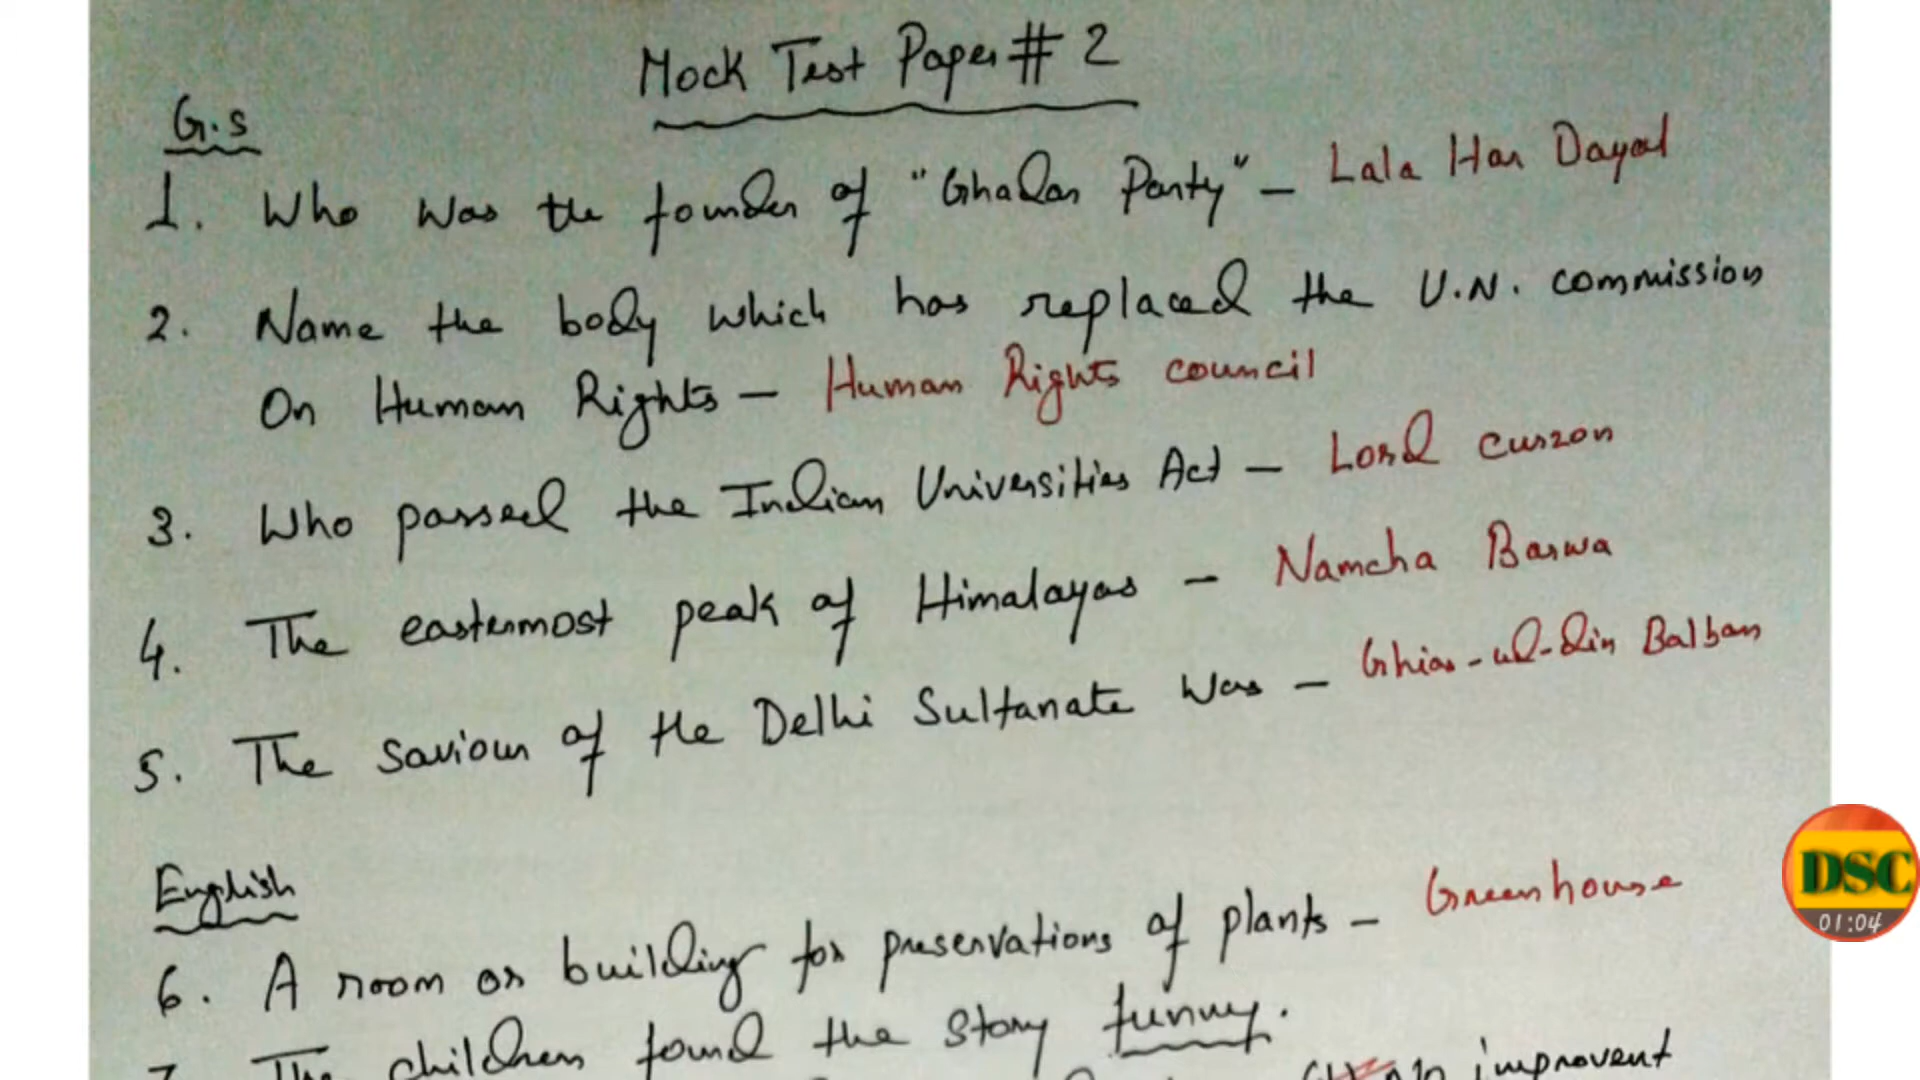 Mock Test Paper # 2
G.S
1. Who was the founder of "Ghadar Party" - Lala Har Dayal
2. Name the body which has replaced the U.N. commission
On Human Rights - Human Rights council
3. Who passed the Indian Universities Act - Lord curzon
4. The easternmost peak of Himalayas - Namcha Barwa
5. The saviour of the Delhi Sultanate was - Ghias-ud-din Balban
English
6. A room or building for preservations of plants - Greenhouse
7. The children found the story funny.
improvent
DSC
01:04